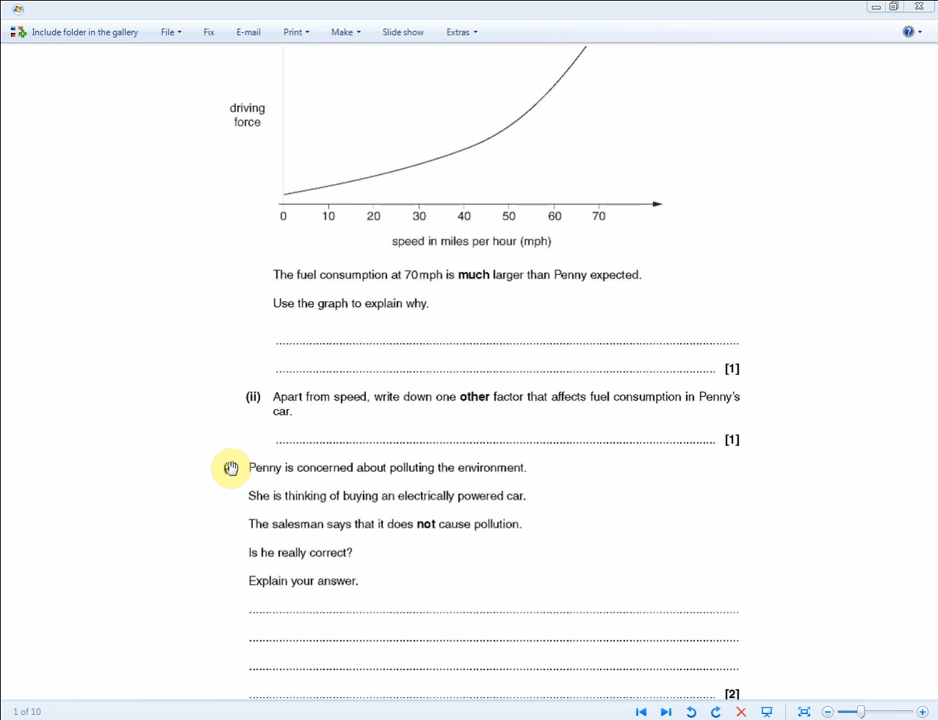 Include folder in the gallery File Fix E-mail Print Make Slide show Extras
driving
force
0 10 20 30 40 50 60 70
speed in miles per hour (mph)
The fuel consumption at 70 mph is much larger than Penny expected.
Use the graph to explain why.
[1]
(ii) Apart from speed, write down one other factor that affects fuel consumption in Penny's
car.
[1]
Penny is concerned about polluting the environment.
She is thinking of buying an electrically powered car.
The salesman says that it does not cause pollution.
Is he really correct?
Explain your answer.
[2]
1 of 10